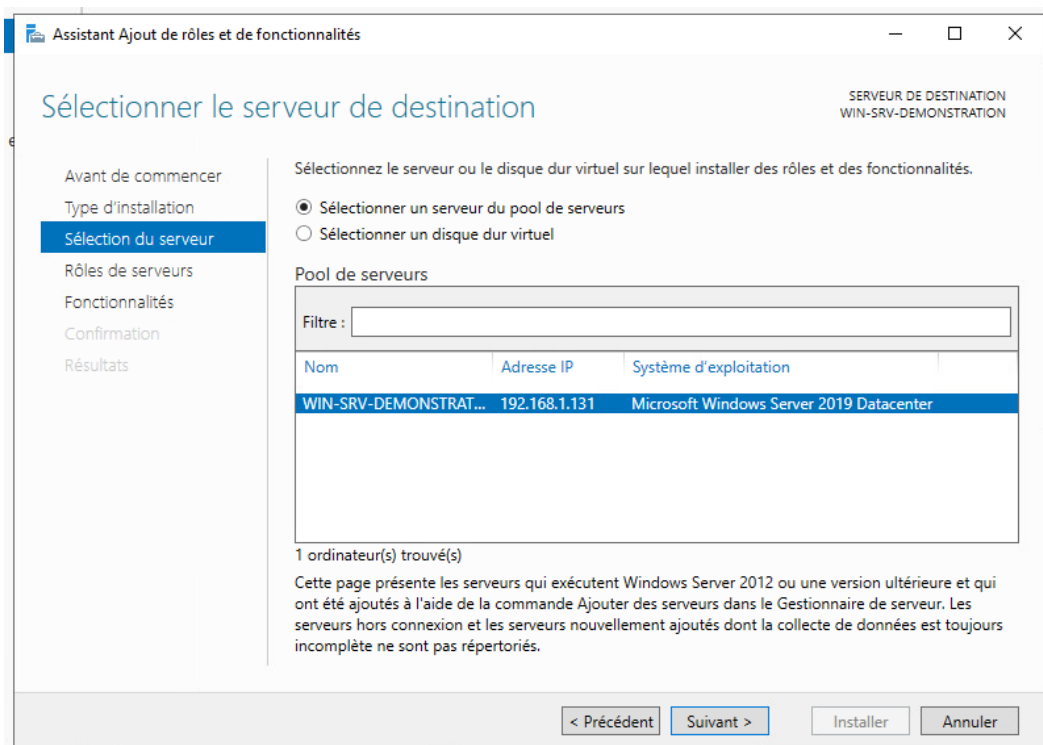 Assistant Ajout de rôles et de fonctionnalités
Sélectionner le serveur de destination
SERVEUR DE DESTINATION
WIN-SRV-DEMONSTRATION
Avant de commencer
Type d'installation
Sélection du serveur
Rôles de serveurs
Fonctionnalités
Confirmation
Résultats
Sélectionnez le serveur ou le disque dur virtuel sur lequel installer des rôles et des fonctionnalités.
Sélectionner un serveur du pool de serveurs
Sélectionner un disque dur virtuel
Pool de serveurs
Filtre :
Nom Adresse IP Système d'exploitation
WIN-SRV-DEMONSTRAT... 192.168.1.131 Microsoft Windows Server 2019 Datacenter
1 ordinateur(s) trouvé(s)
Cette page présente les serveurs qui exécutent Windows Server 2012 ou une version ultérieure et qui
ont été ajoutés à l'aide de la commande Ajouter des serveurs dans le Gestionnaire de serveur. Les
serveurs hors connexion et les serveurs nouvellement ajoutés dont la collecte de données est toujours
incomplète ne sont pas répertoriés.
< Précédent Suivant > Installer Annuler